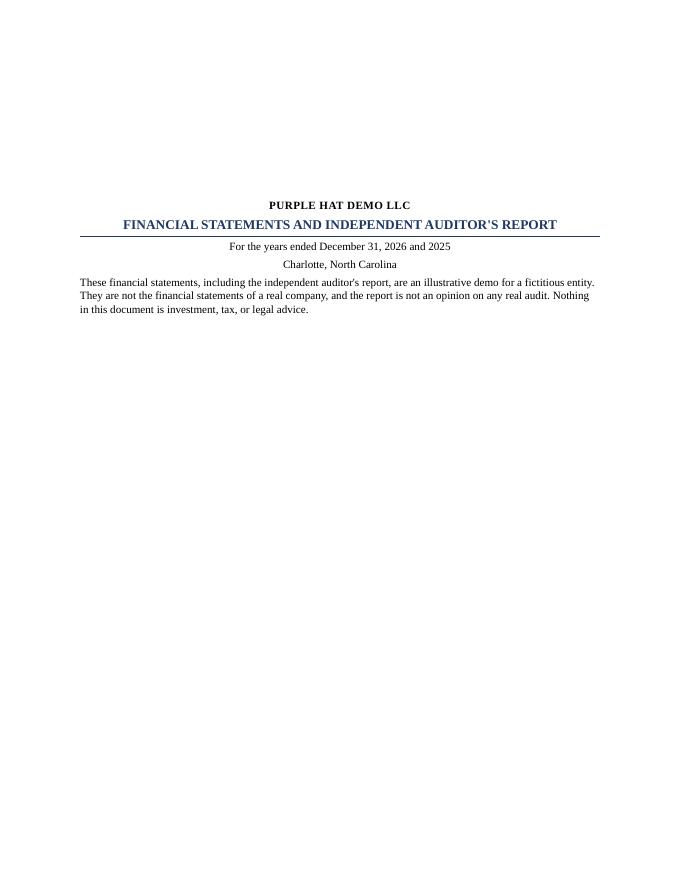 PURPLE HAT DEMO LLC
FINANCIAL STATEMENTS AND INDEPENDENT AUDITOR'S REPORT
For the years ended December 31, 2026 and 2025
Charlotte, North Carolina
These financial statements, including the independent auditor's report, are an illustrative demo for a fictitious entity.
They are not the financial statements of a real company, and the report is not an opinion on any real audit. Nothing
in this document is investment, tax, or legal advice.